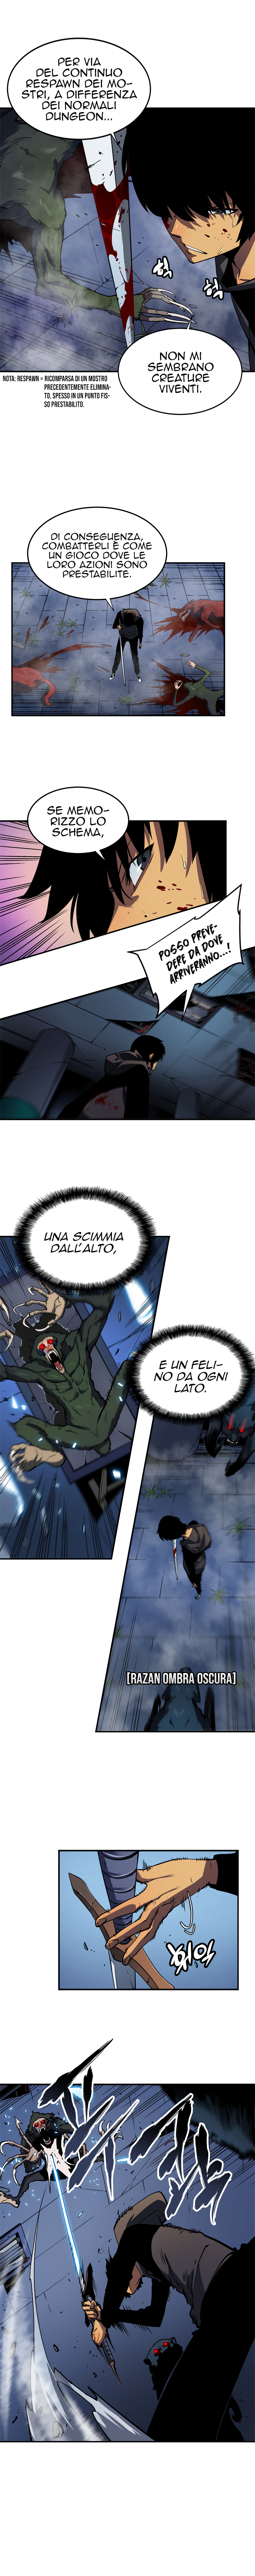 PER VIA
DEL CONTINUO
RESPAWN DEI MO-
STRI, A DIFFERENZA
DEI NORMALI
DUNGEON...
NON MI
SEMBRANO
CREATURE
VIVENTI.
NOTA: RESPAWN = RICOMPARSA DI UN MOSTRO
PRECEDENTEMENTE ELIMINA-
TO, SPESSO IN UN PUNTO FIS-
SO PRESTABILITO.
DI CONSEGUENZA,
COMBATTERLI È COME
UN GIOCO DOVE LE
LORO AZIONI SONO
PRESTABILITE.
SE MEMO-
RIZZO LO
SCHEMA,
POSSO PREVE-
DERE DA DOVE
ARRIVERANNO...!
UNA SCIMMIA
DALL'ALTO,
E UN FELI-
NO DA OGNI
LATO.
[RAZAN OMBRA OSCURA]